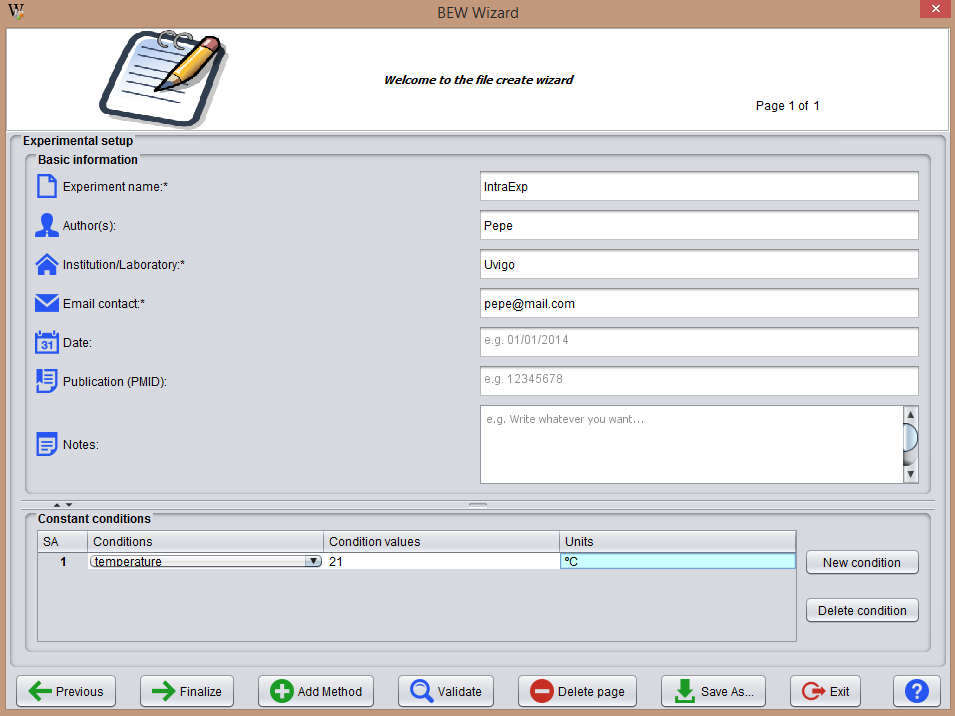 W
BEW Wizard
Welcome to the file create wizard
Page 1 of 1
Experimental setup
Basic information
Experiment name:* IntraExp
Author(s): Pepe
Institution/Laboratory:* Uvigo
Email contact:* pepe@mail.com
31 Date: e.g. 01/01/2014
Publication (PMID): e.g. 12345678
Notes: e.g. Write whatever you want...
Constant conditions
SA Conditions Condition values Units
1 temperature 21 ºC
New condition
Delete condition
Previous Finalize Add Method Validate Delete page Save As... Exit ?